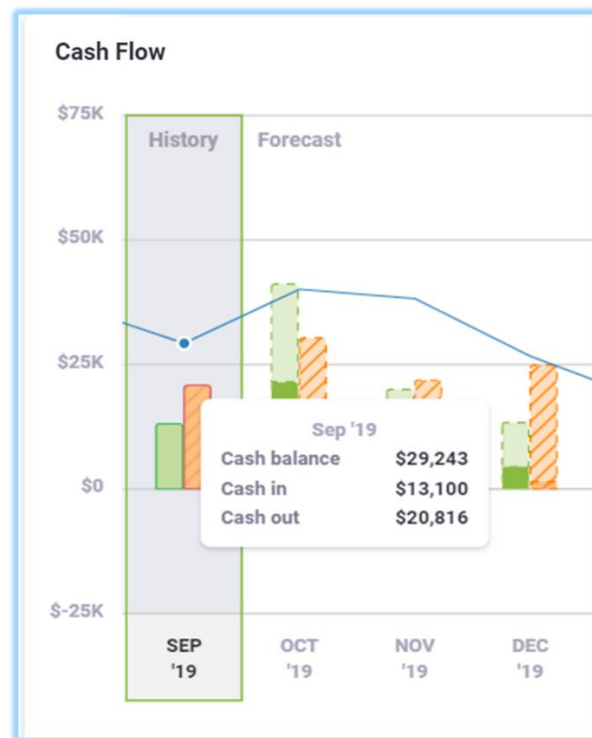 Cash Flow
$75K
History Forecast
$50K
$25K
Sep '19
Cash balance $29,243
Cash in $13,100
$0
Cash out $20,816
$-25K
SEP OCT NOV DEC
'19 '19 '19 '19